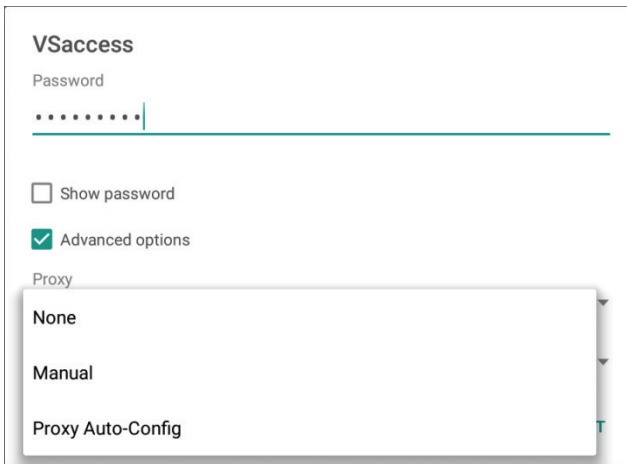 VSaccess
Password
•••••••••
Show password
Advanced options
Proxy
None
Manual
Proxy Auto-Config
T